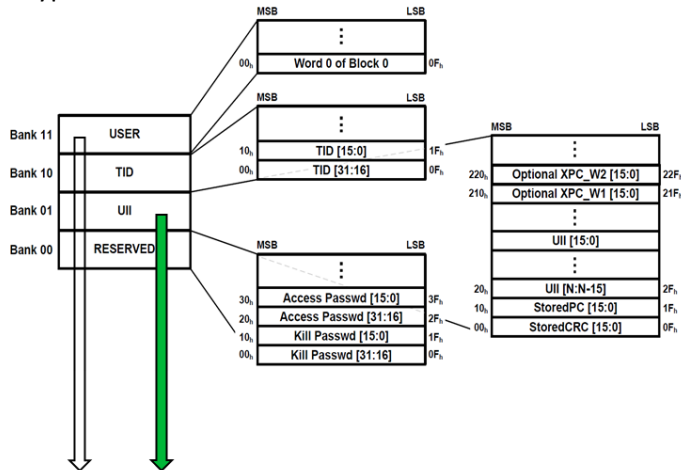 MSB LSB
⋮
00h Word 0 of Block 0 0Fh
MSB LSB
⋮
10h TID [15:0] 1Fh
00h TID [31:16] 0Fh
Bank 11 USER
Bank 10 TID
Bank 01 UII
Bank 00 RESERVED
MSB LSB
⋮
30h Access Passwd [15:0] 3Fh
20h Access Passwd [31:16] 2Fh
10h Kill Passwd [15:0] 1Fh
00h Kill Passwd [31:16] 0Fh
MSB LSB
⋮
220h Optional XPC_W2 [15:0] 22Fh
210h Optional XPC_W1 [15:0] 21Fh
⋮
UII [15:0]
⋮
20h UII [N:N-15] 2Fh
10h StoredPC [15:0] 1Fh
00h StoredCRC [15:0] 0Fh